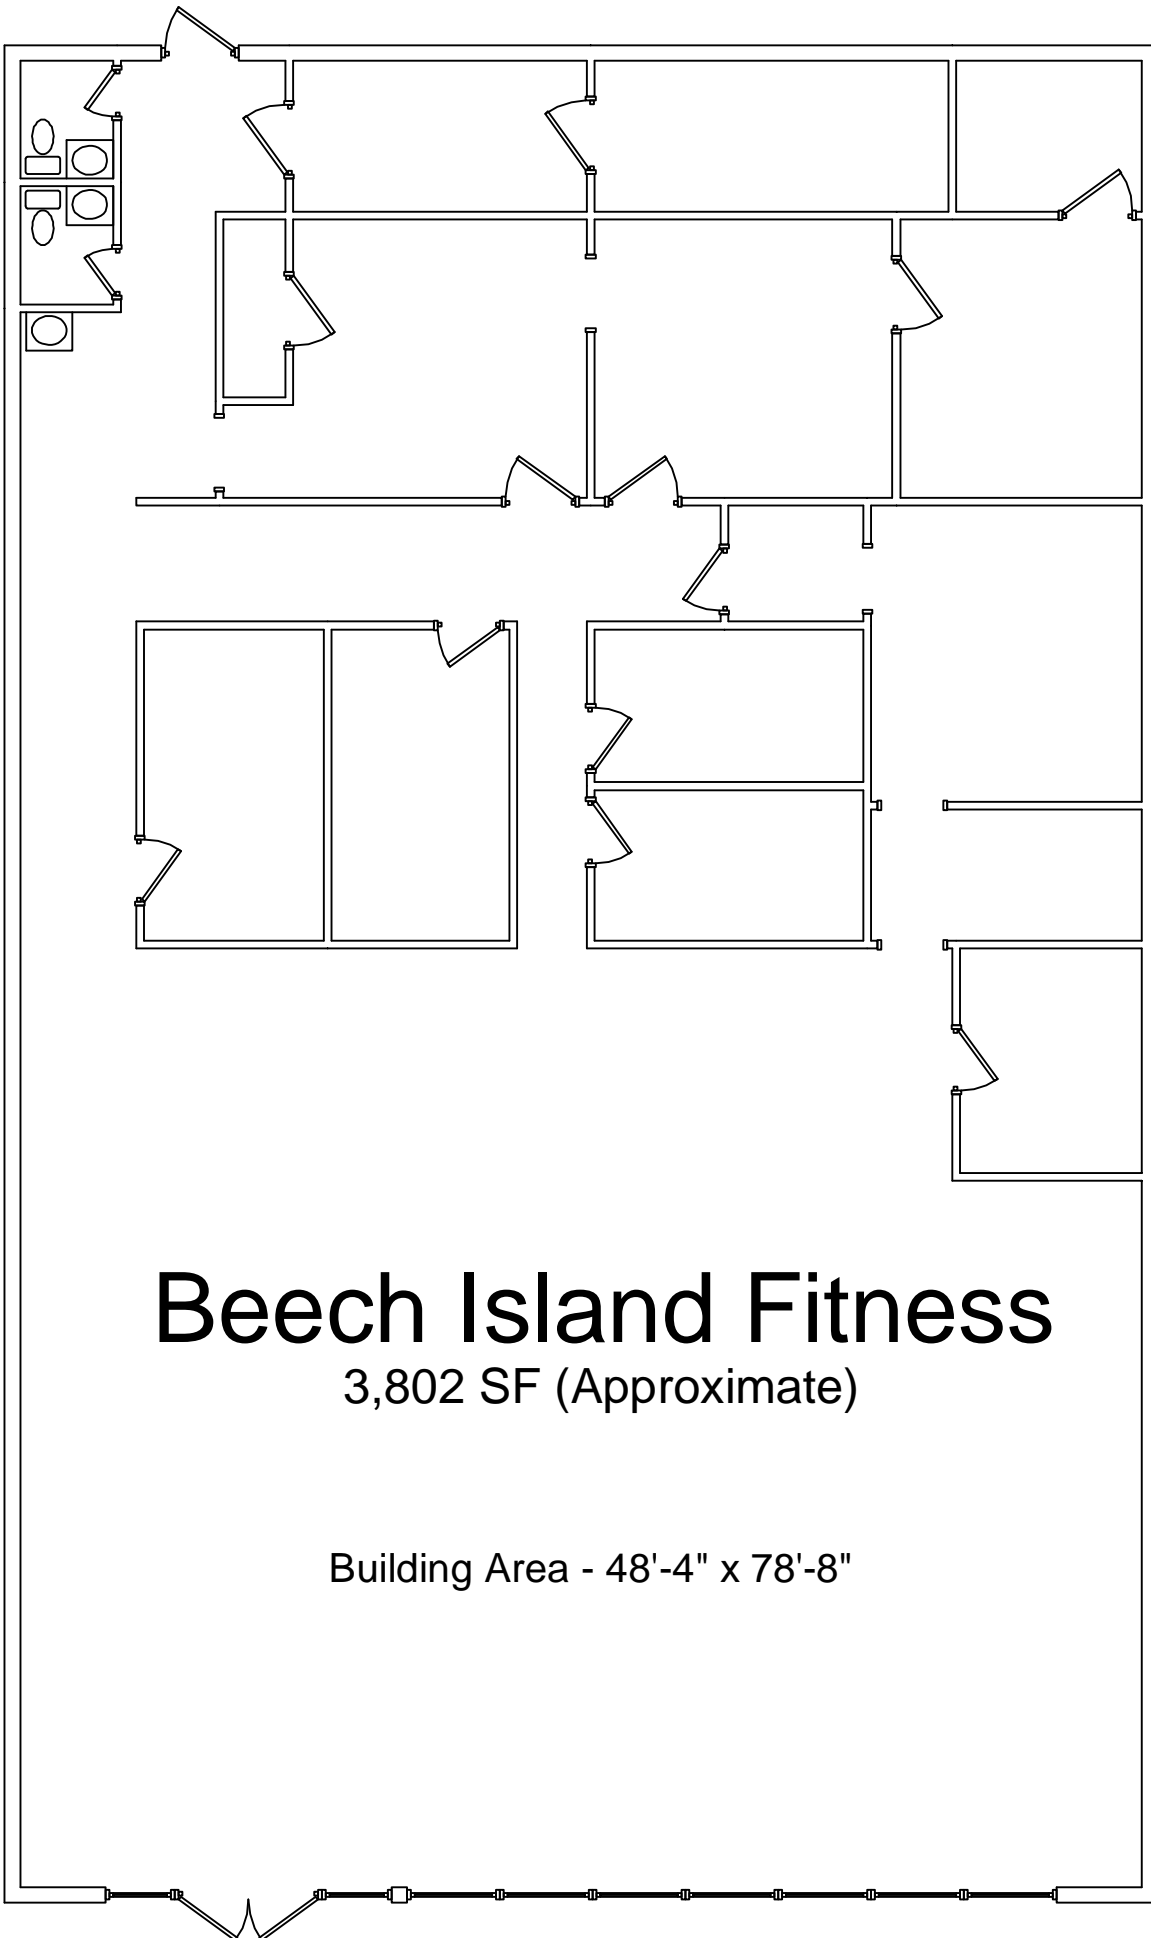 Beech Island Fitness
3,802 SF (Approximate)
Building Area - 48'-4" x 78'-8"